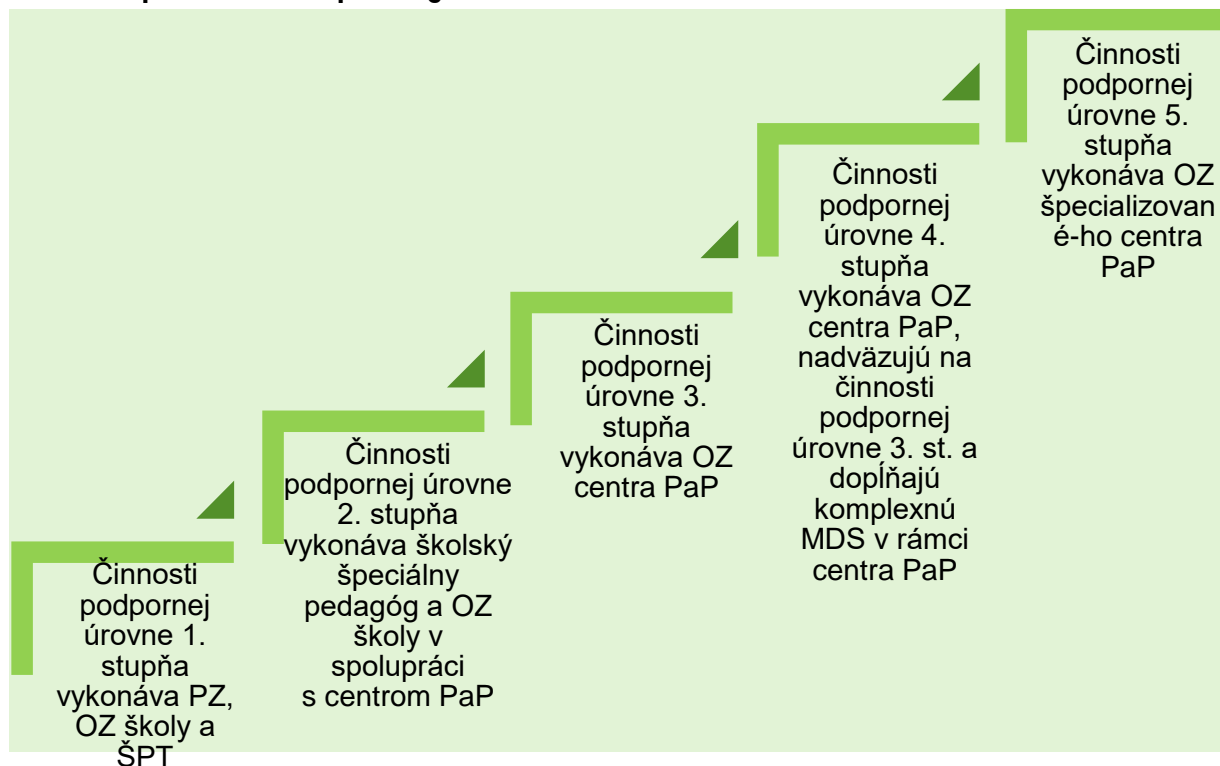 Činnosti
podpornej
úrovne 1.
stupňa
vykonáva PZ,
OZ školy a
ŠPT
Činnosti
podpornej úrovne
2. stupňa
vykonáva školský
špeciálny
pedagóg a OZ
školy v
spolupráci
s centrom PaP
Činnosti
podpornej
úrovne 3.
stupňa
vykonáva OZ
centra PaP
Činnosti
podpornej
úrovne 4.
stupňa
vykonáva OZ
centra PaP,
nadväzujú na
činnosti
podpornej
úrovne 3. st. a
dopĺňajú
komplexnú
MDS v rámci
centra PaP
Činnosti
podpornej
úrovne 5.
stupňa
vykonáva OZ
špecializovan
é-ho centra
PaP